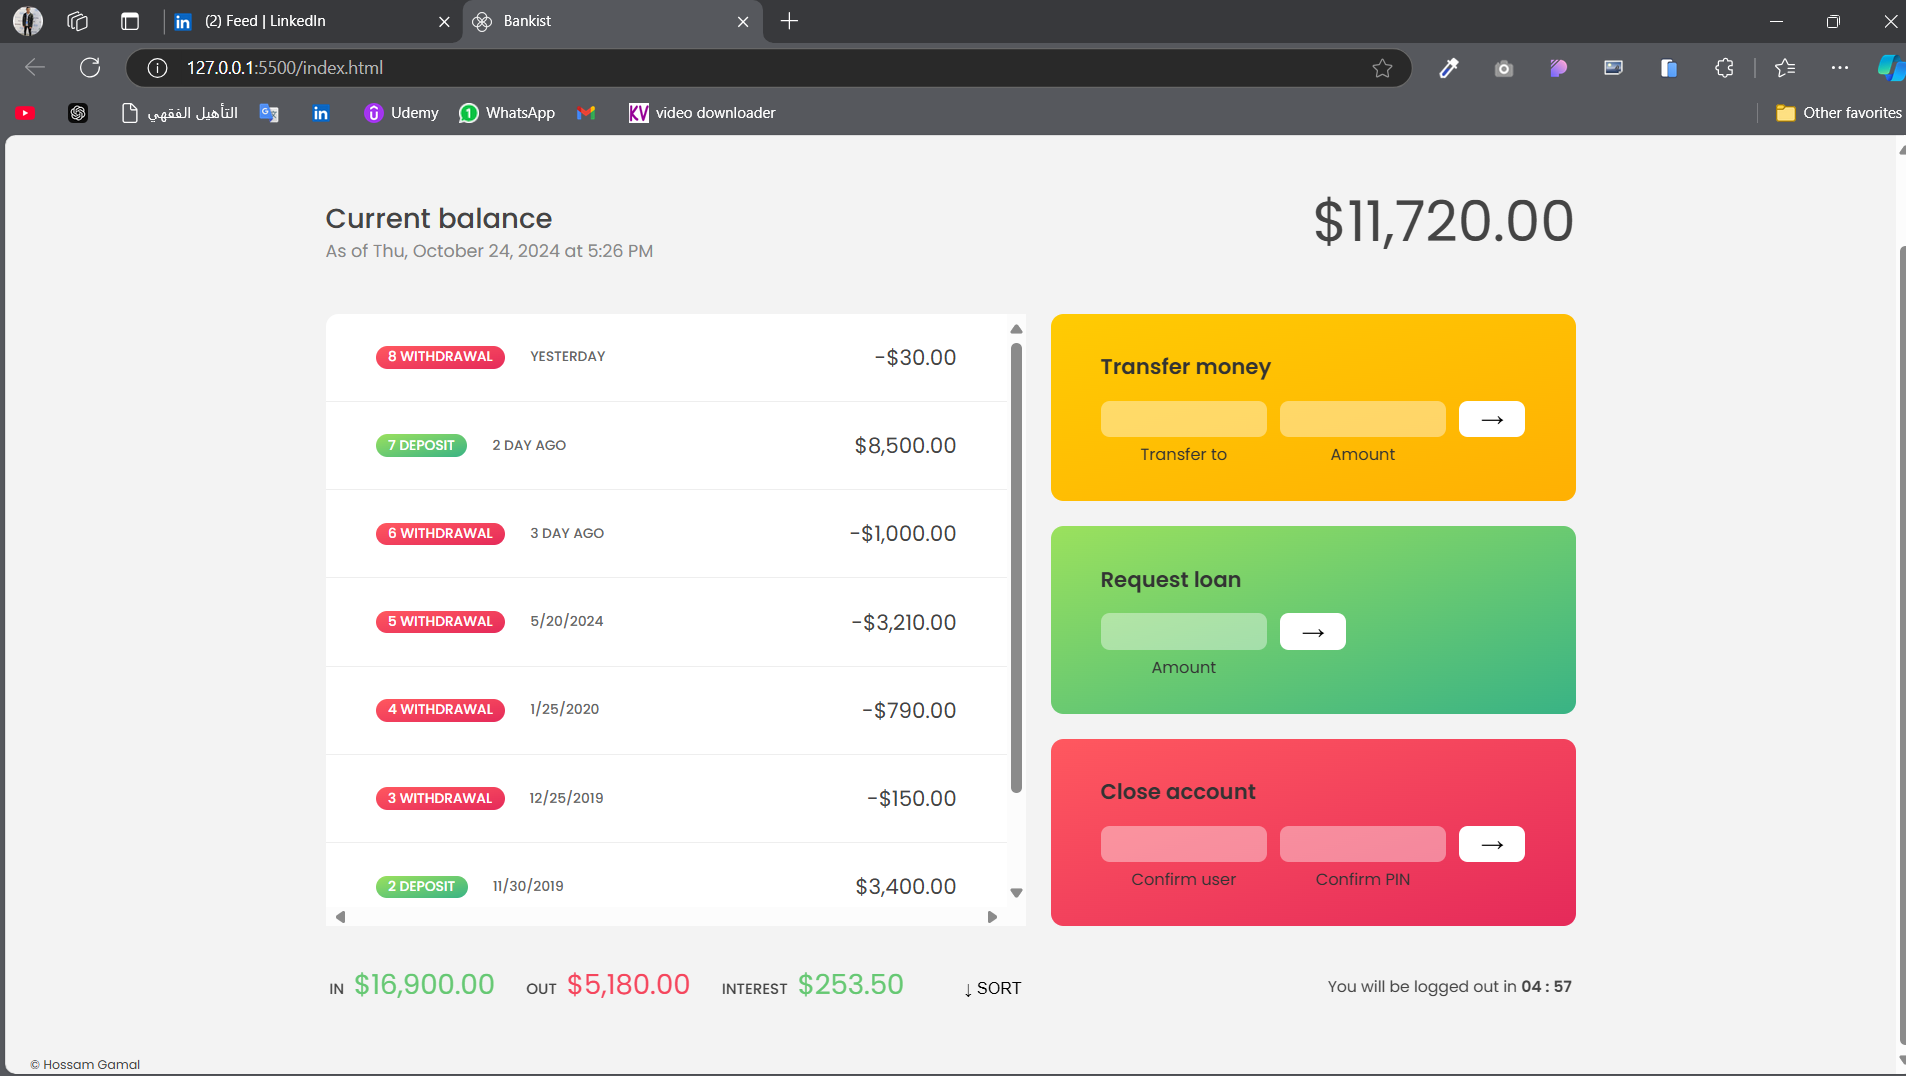 (2) Feed | LinkedIn
Bankist
127.0.0.1:5500/index.html
التأهيل الفقهي
Udemy
WhatsApp
KV video downloader
Other favorites
Current balance
As of Thu, October 24, 2024 at 5:26 PM
$11,720.00
8 WITHDRAWAL YESTERDAY -$30.00
7 DEPOSIT 2 DAY AGO $8,500.00
6 WITHDRAWAL 3 DAY AGO -$1,000.00
5 WITHDRAWAL 5/20/2024 -$3,210.00
4 WITHDRAWAL 1/25/2020 -$790.00
3 WITHDRAWAL 12/25/2019 -$150.00
2 DEPOSIT 11/30/2019 $3,400.00
Transfer money
→
Transfer to Amount
Request loan
→
Amount
Close account
→
Confirm user Confirm PIN
IN $16,900.00 OUT $5,180.00 INTEREST $253.50 ↓ SORT
You will be logged out in 04 : 57
© Hossam Gamal